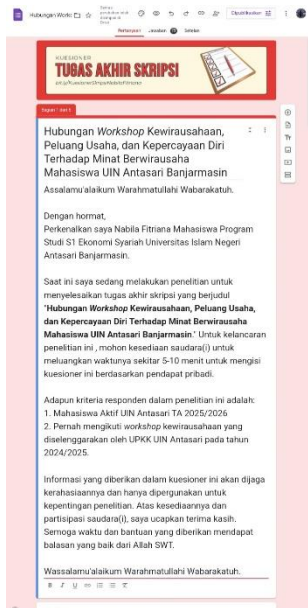 Hubungan Works
Dipublikasikan
Pertanyaan Jawaban Setelan
KUESIONER
TUGAS AKHIR SKRIPSI
Bagian 1 dari
Hubungan Workshop Kewirausahaan,
Peluang Usaha, dan Kepercayaan Diri
Terhadap Minat Berwirausaha
Mahasiswa UIN Antasari Banjarmasin
Assalamu'alaikum Warahmatullahi Wabarakatuh.
Dengan hormat,
Perkenalkan saya Nabila Fitriana Mahasiswa Program
Studi S1 Ekonomi Syariah Universitas Islam Negeri
Antasari Banjarmasin.
Saat ini saya sedang melakukan penelitian untuk
menyelesaikan tugas akhir skripsi yang berjudul
"Hubungan Workshop Kewirausahaan, Peluang Usaha,
dan Kepercayaan Diri Terhadap Minat Berwirausaha
Mahasiswa UIN Antasari Banjarmasin." Untuk kelancaran
penelitian ini , mohon kesediaan saudara(i) untuk
meluangkan waktunya sekitar 5-10 menit untuk mengisi
kuesioner ini berdasarkan pendapat pribadi.
Adapun kriteria responden dalam penelitian ini adalah:
1. Mahasiswa Aktif UIN Antasari TA 2025/2026
2. Pernah mengikuti workshop kewirausahaan yang
diselenggarakan oleh UPKK UIN Antasari pada tahun
2024/2025.
Informasi yang diberikan dalam kuesioner ini akan dijaga
kerahasiaannya dan hanya dipergunakan untuk
kepentingan penelitian. Atas kesediaannya dan
partisipasi saudara(i), saya ucapkan terima kasih.
Semoga waktu dan bantuan yang diberikan mendapat
balasan yang baik dari Allah SWT.
Wassalamu'alaikum Warahmatullahi Wabarakatuh.